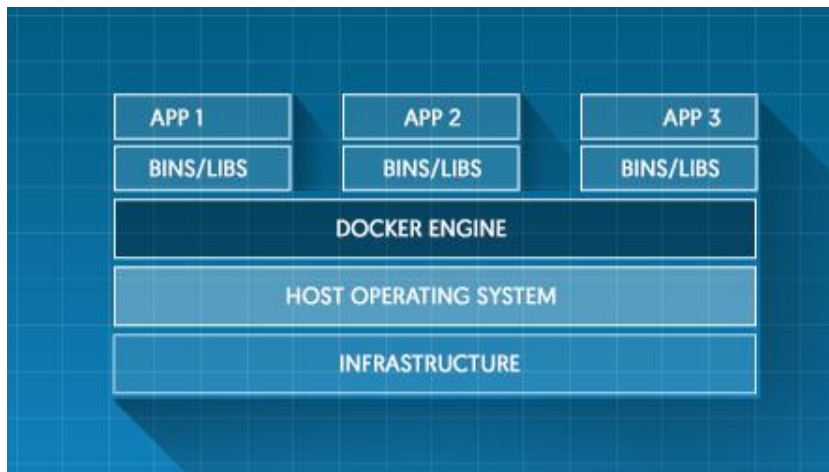 APP 1 APP 2 APP 3
BINS/LIBS BINS/LIBS BINS/LIBS
DOCKER ENGINE
HOST OPERATING SYSTEM
INFRASTRUCTURE